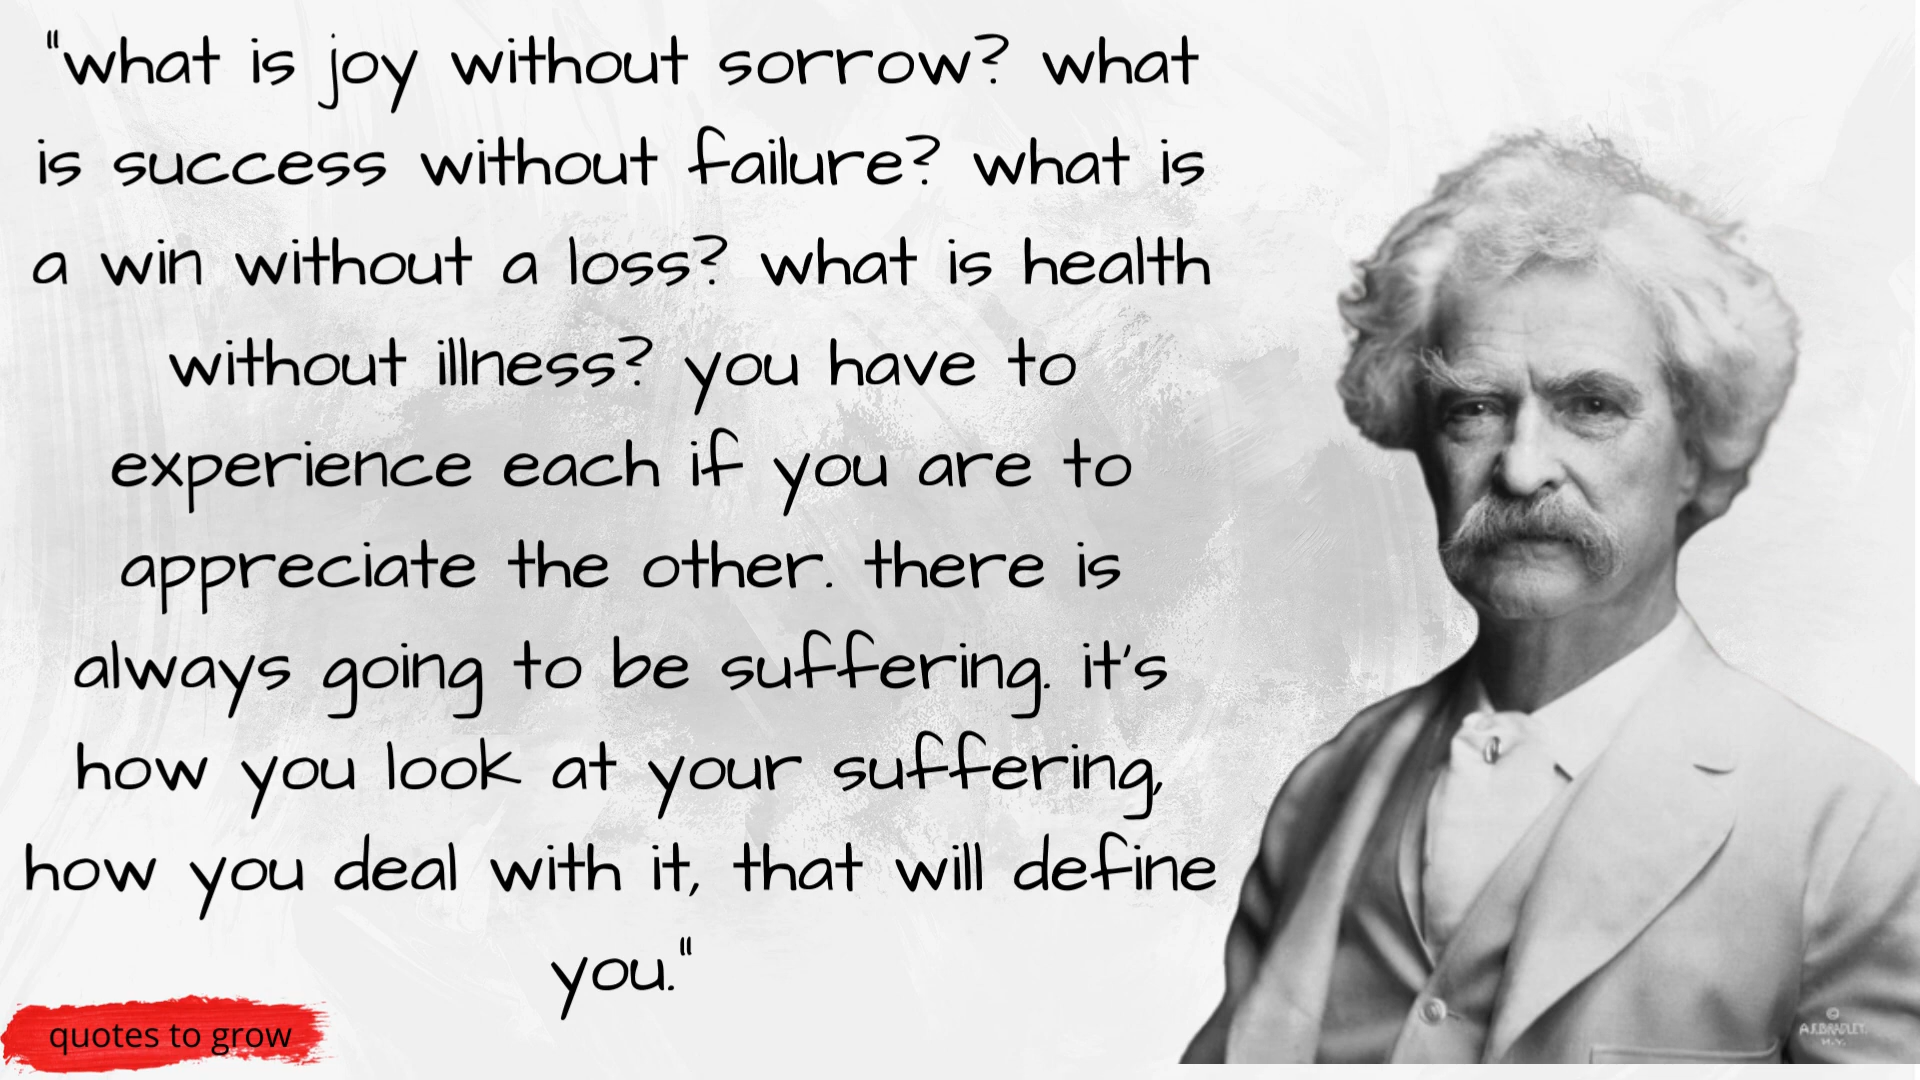 "what is joy without sorrow? what
is success without failure? what is
a win without a loss? what is health
without illness? you have to
experience each if you are to
appreciate the other. there is
always going to be suffering. it's
how you look at your suffering,
how you deal with it, that will define
you."
quotes to grow
©
A.F. BRADLEY.
N.Y.